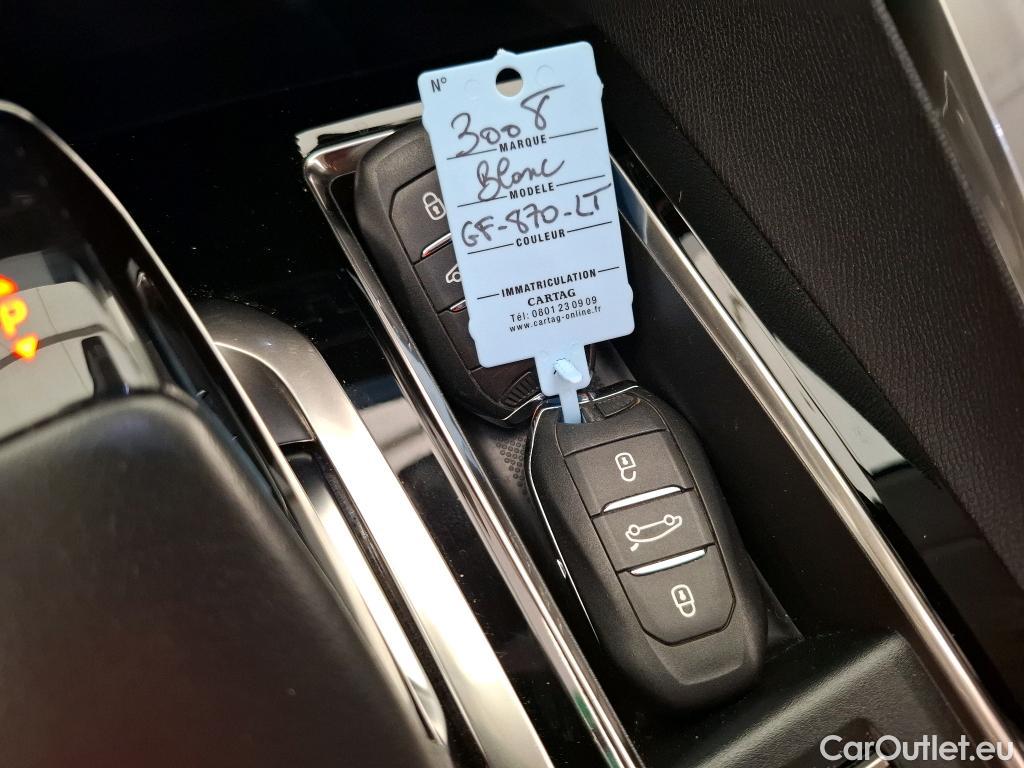 N°
3008
MARQUE
Blanc
MODELE
GF-870-LT
COULEUR
IMMATRICULATION
CARTAG
Tél: 0801 23 09 09
www.cartag-online.fr
P
CarOutlet.eu